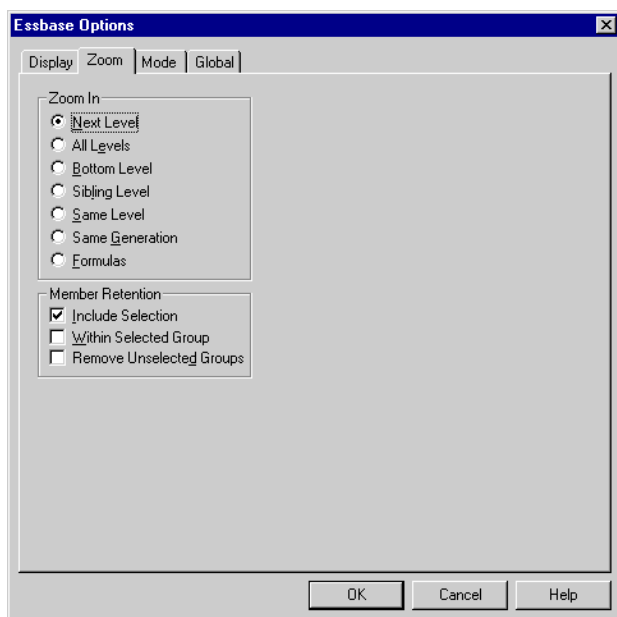 Essbase Options
Display Zoom Mode Global
Zoom In
Next Level
All Levels
Bottom Level
Sibling Level
Same Level
Same Generation
Formulas
Member Retention
Include Selection
Within Selected Group
Remove Unselected Groups
OK Cancel Help